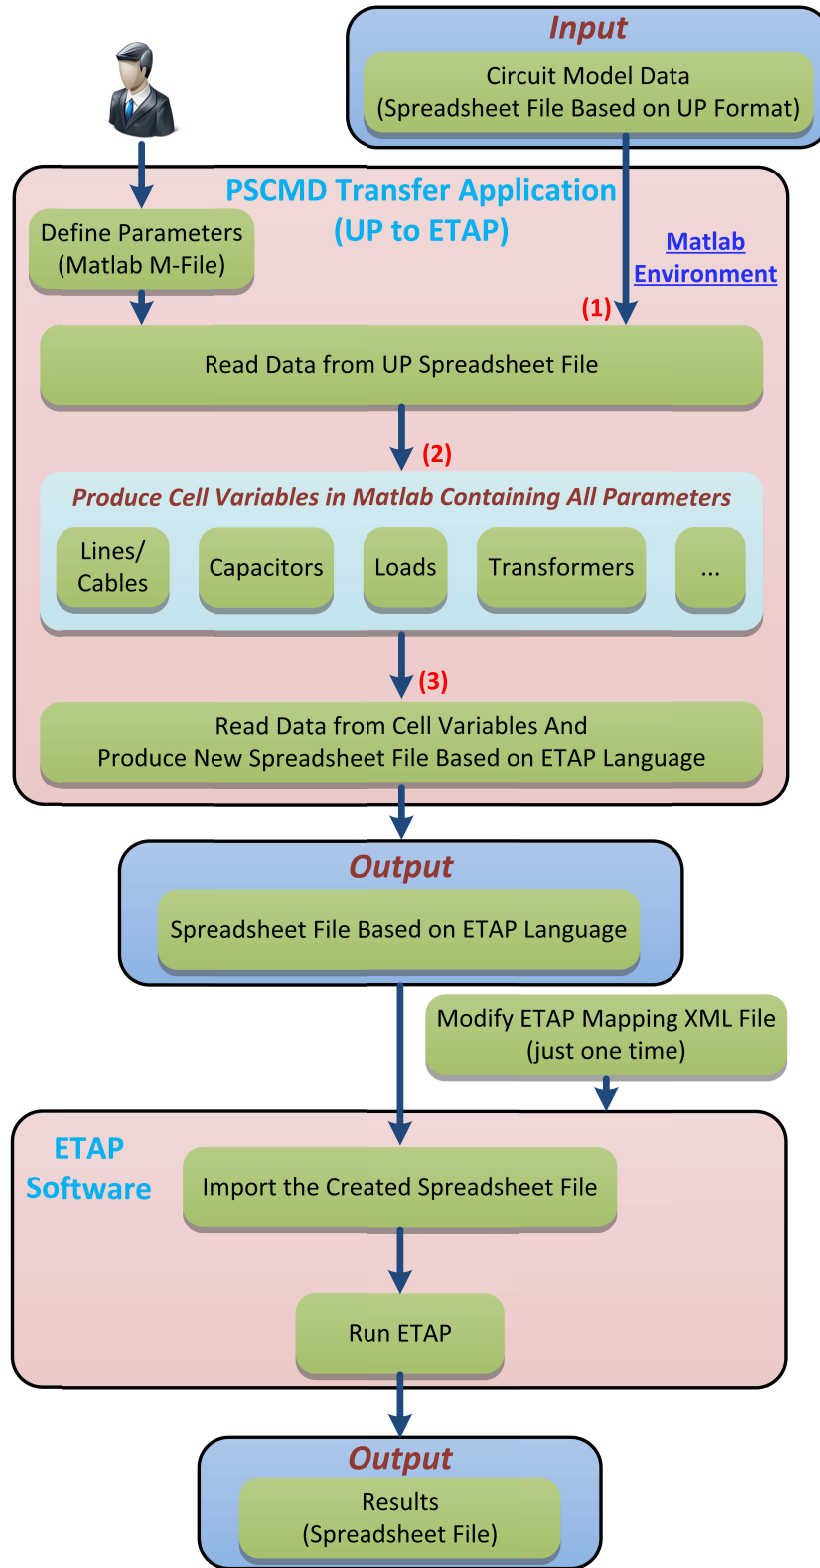 Input
Circuit Model Data
(Spreadsheet File Based on UP Format)
PSCMD Transfer Application
(UP to ETAP)
Define Parameters
(Matlab M-File)
Matlab
Environment
(1)
Read Data from UP Spreadsheet File
(2)
Produce Cell Variables in Matlab Containing All Parameters
Lines/
Cables
Capacitors
Loads
Transformers
...
(3)
Read Data from Cell Variables And
Produce New Spreadsheet File Based on ETAP Language
Output
Spreadsheet File Based on ETAP Language
Modify ETAP Mapping XML File
(just one time)
ETAP
Software
Import the Created Spreadsheet File
Run ETAP
Output
Results
(Spreadsheet File)